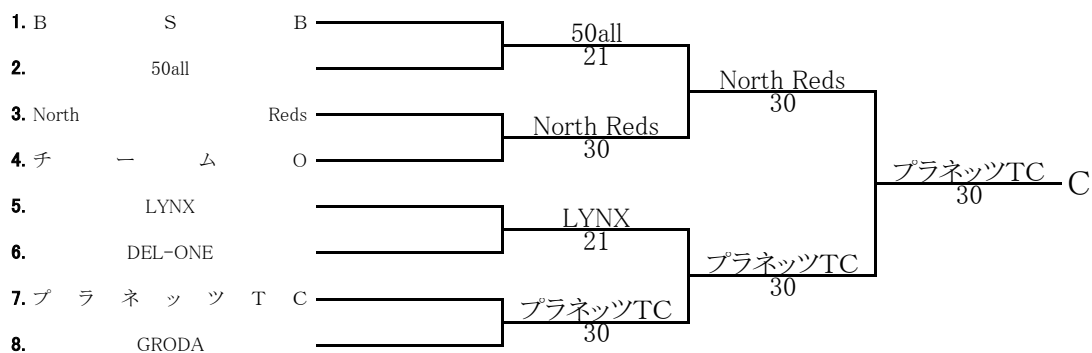 1. B S B
50all
21
2. 50all
North Reds
30
3. North Reds
North Reds
30
4. チーム O
プラネッツTC
30
C
5. LYNX
LYNX
21
6. DEL-ONE
プラネッツTC
30
7. プラネッツTC
プラネッツTC
30
8. GRODA